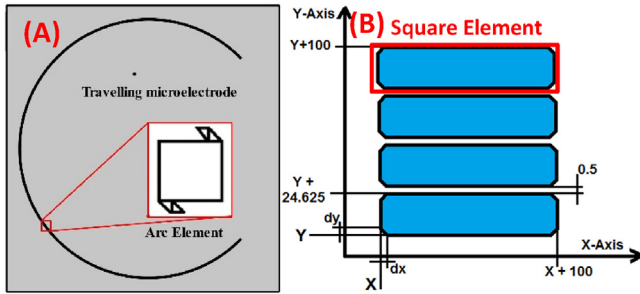 (A)
Travelling microelectrode
Arc Element
(B)
Square Element
Y-Axis
Y+100
0.5
Y +
24.625
dy
Y
X-Axis
dx
X
X + 100